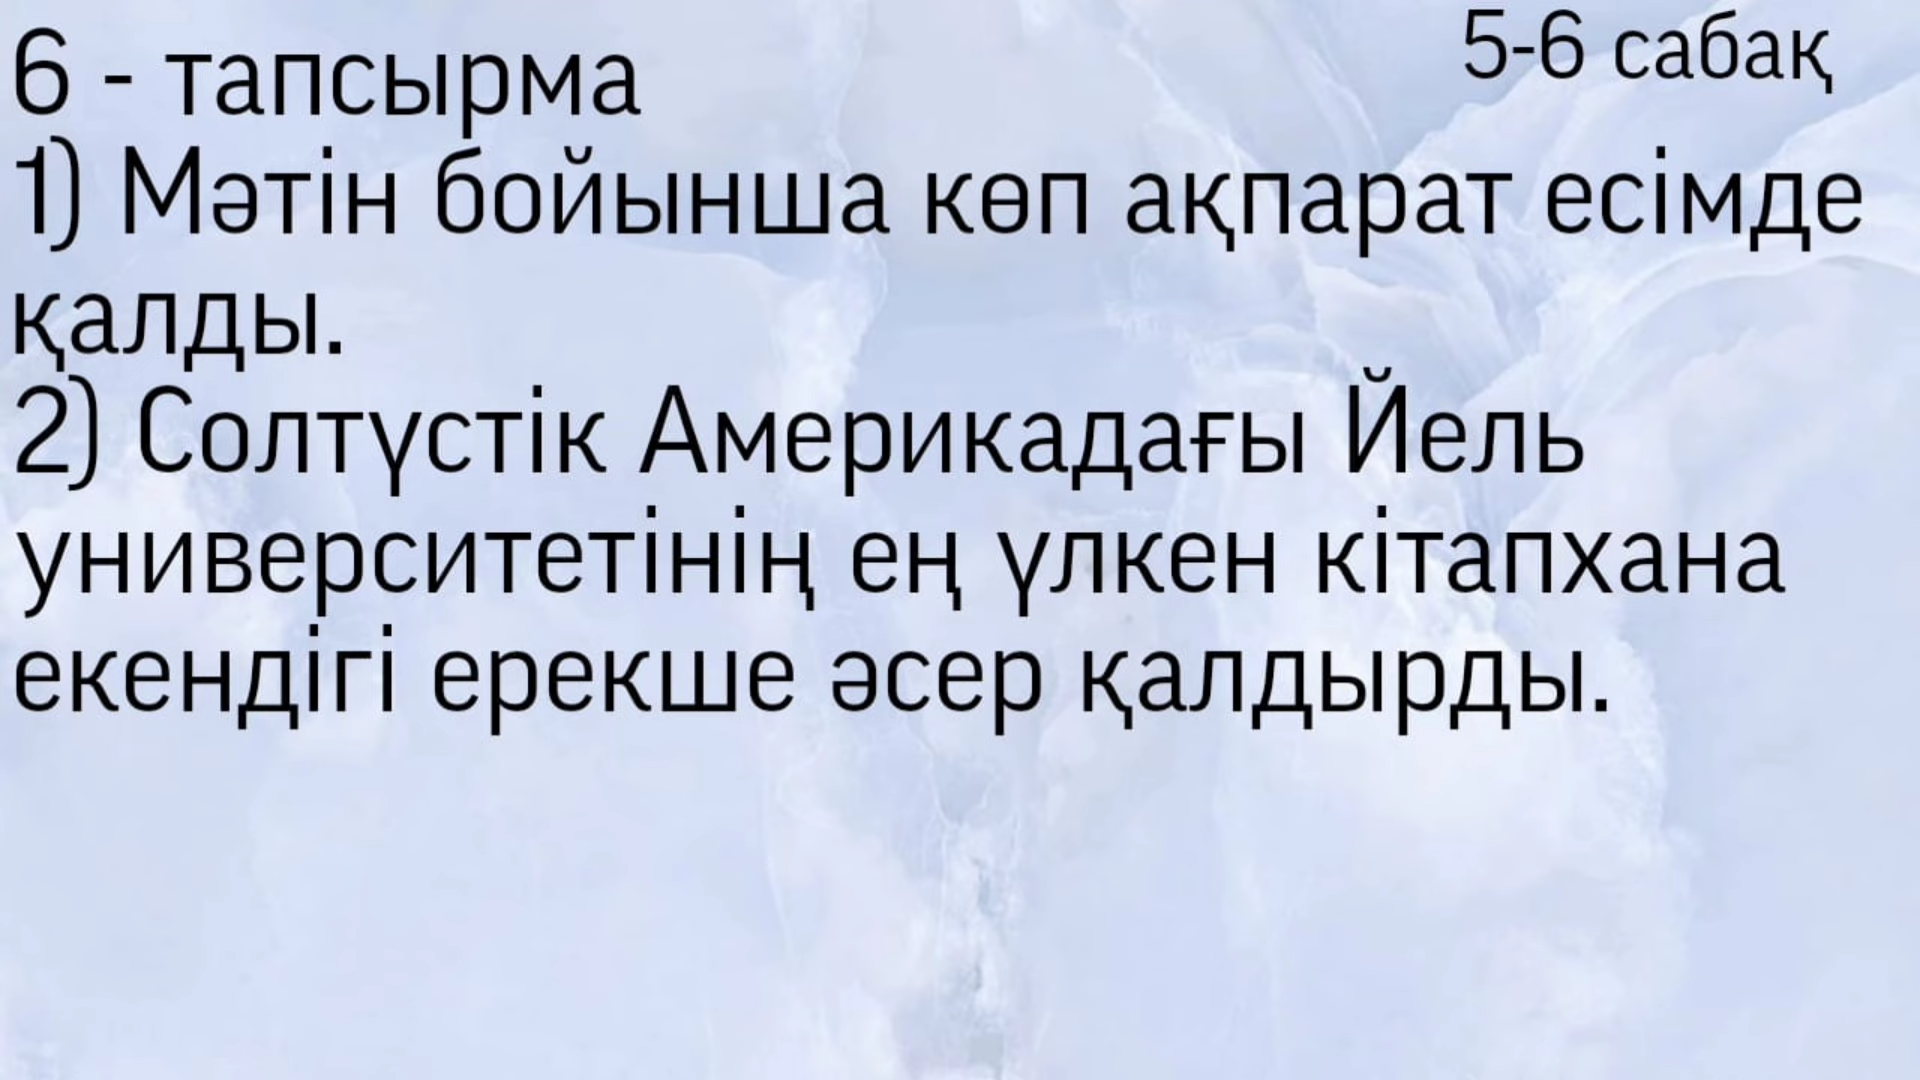 5-6 сабақ
6 - тапсырма
1) Мәтін бойынша көп ақпарат есімде
қалды.
2) Солтүстік Америкадағы Йель
университетінің ең үлкен кітапхана
екендігі ерекше әсер қалдырды.